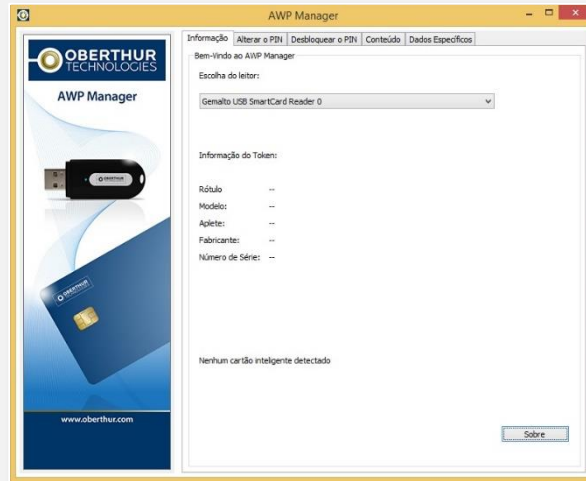 AWP Manager
OBERTHUR
TECHNOLOGIES
AWP Manager
OBERTHUR
OBERTHUR
www.oberthur.com
Informação Alterar o PIN Desbloquear o PIN Conteúdo Dados Específicos
Bem-Vindo ao AWP Manager
Escolha do leitor:
Gemalto USB SmartCard Reader 0
Informação do Token:
Rótulo --
Modelo: --
Aplete: --
Fabricante: --
Número de Série: --
Nenhum cartão inteligente detectado
Sobre